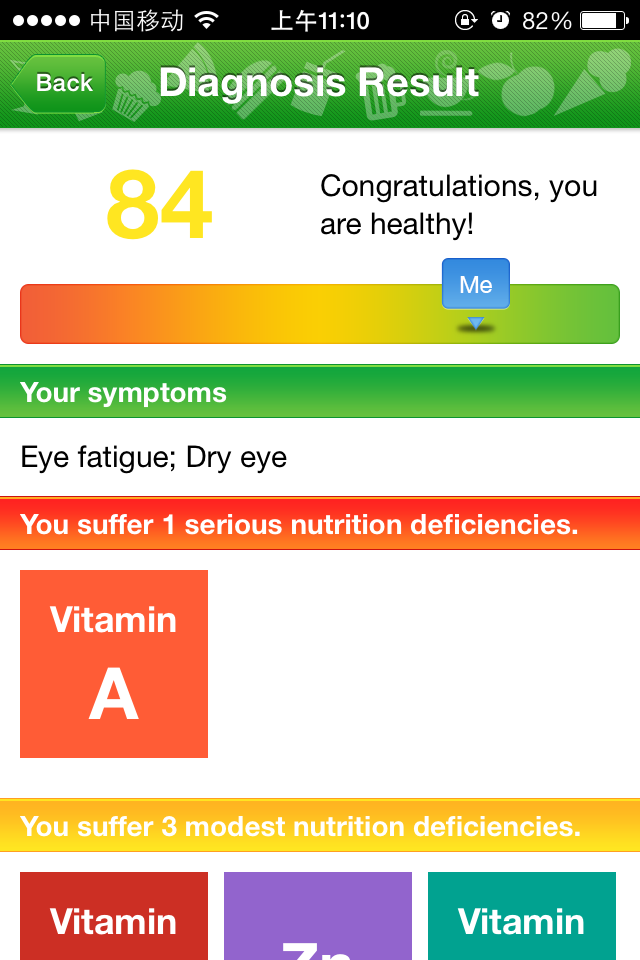 中国移动 上午11:10 82%
Back Diagnosis Result
84
Congratulations, you
are healthy!
Me
Your symptoms
Eye fatigue; Dry eye
You suffer 1 serious nutrition deficiencies.
Vitamin
A
You suffer 3 modest nutrition deficiencies.
Vitamin Zn Vitamin